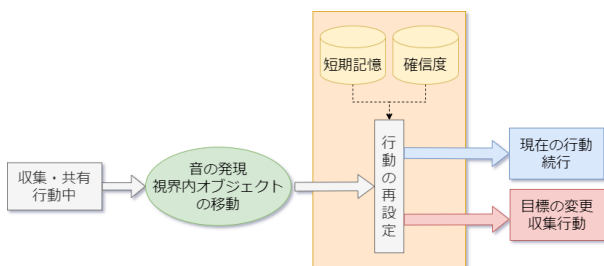 短期記憶
確信度
収集・共有
行動中
音の発現
視界内オブジェクト
の移動
行動の再設定
現在の行動
続行
目標の変更
収集行動